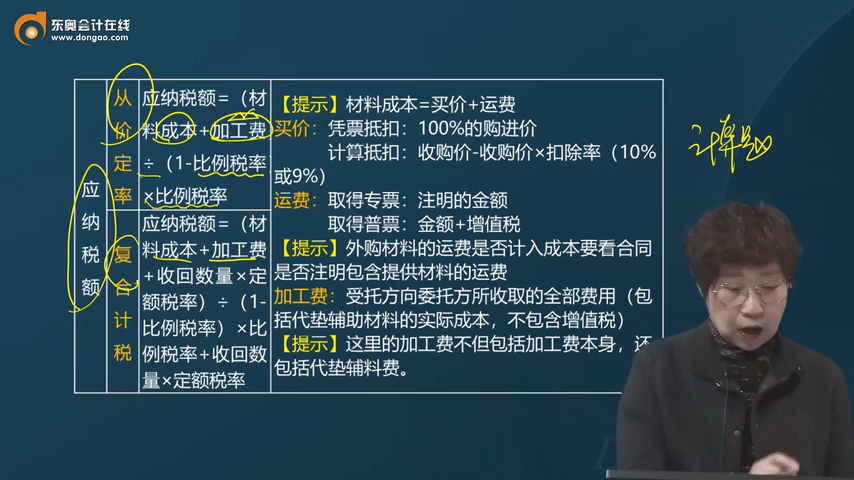 东奥会计在线
www.dongao.com
应纳税额
从价定率
应纳税额=（材
料成本+加工费
÷（1-比例税率
×比例税率
【提示】材料成本=买价+运费
买价：凭票抵扣：100%的购进价
计算抵扣：收购价-收购价×扣除率（10%
或9%）
运费：取得专票：注明的金额
取得普票：金额+增值税
复合计税
应纳税额=（材
料成本+加工费
+收回数量×定
额税率）÷（1-
比例税率）×比
例税率+收回数
量×定额税率
【提示】外购材料的运费是否计入成本要看合同
是否注明包含提供材料的运费
加工费：受托方向委托方所收取的全部费用（包
括代垫辅助材料的实际成本，不包含增值税）
【提示】这里的加工费不但包括加工费本身，还
包括代垫辅料费。
计算题